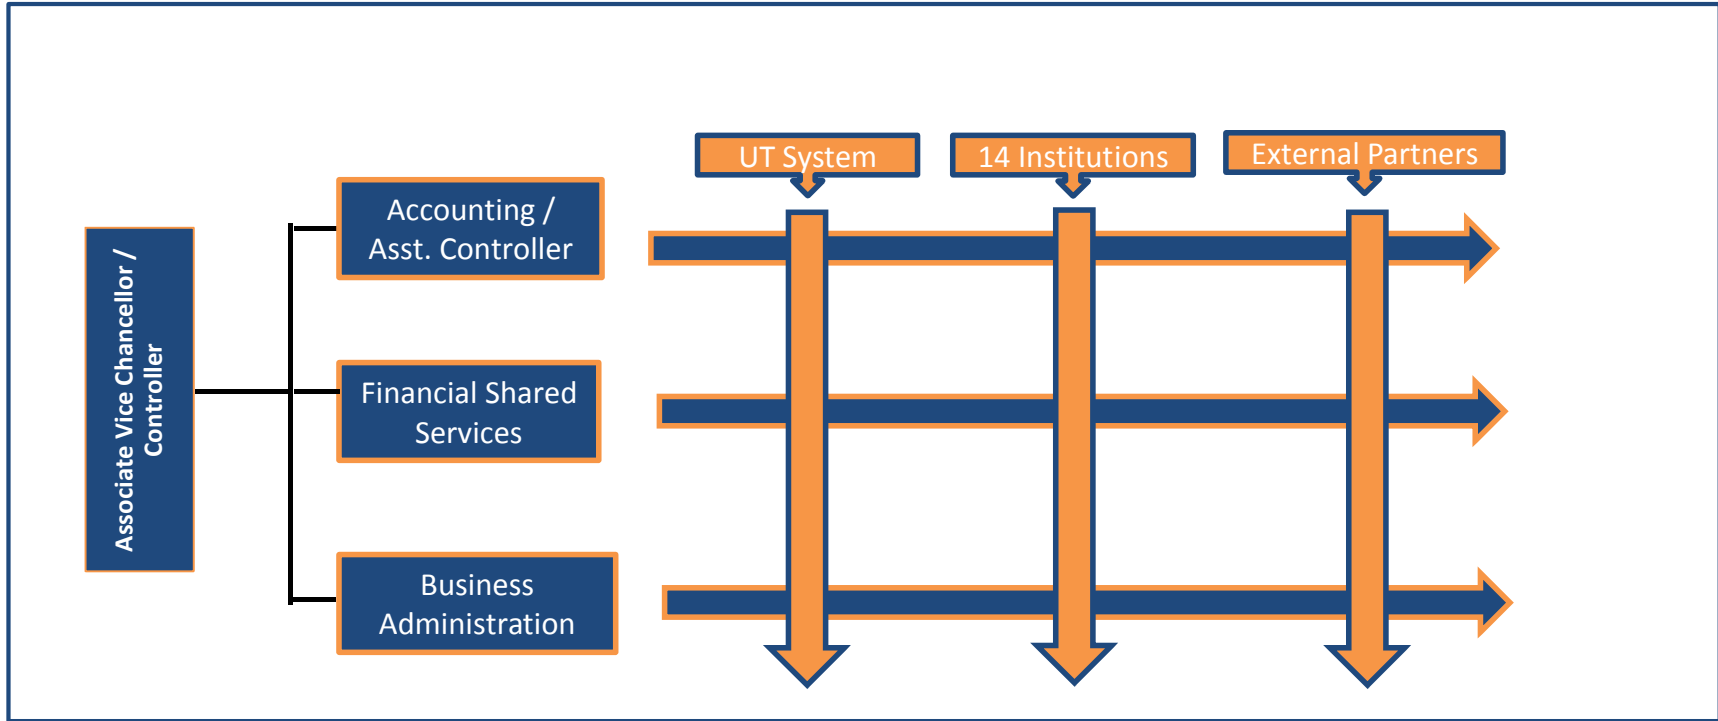 UT System
14 Institutions
External Partners
Associate Vice Chancellor /
Controller
Accounting /
Asst. Controller
Financial Shared
Services
Business
Administration